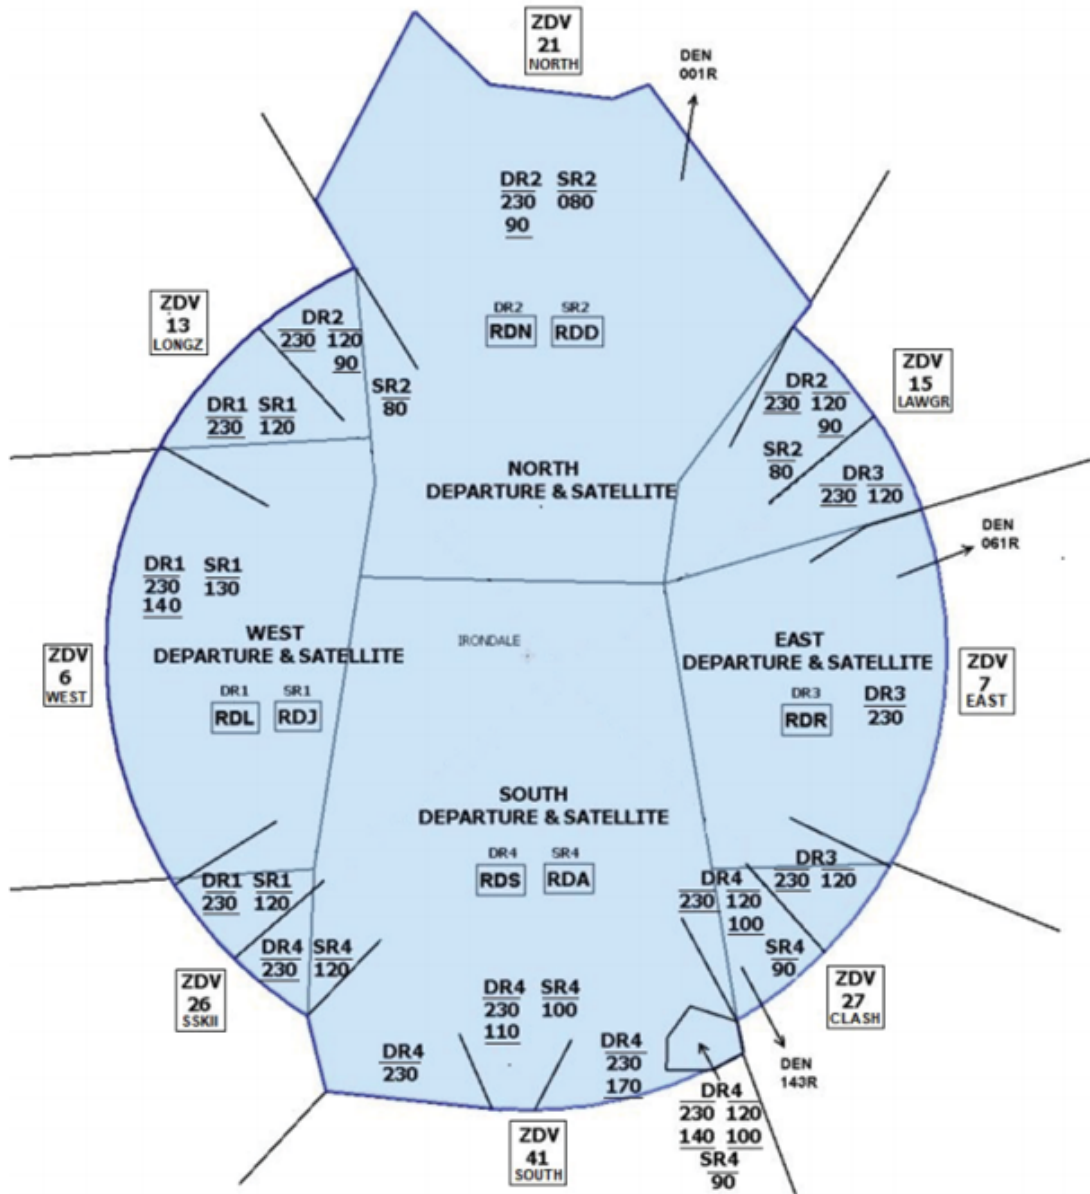 ZDV
21
NORTH
DEN
001R
DR2 SR2
230 080
90
DR2 SR2
RDN RDD
ZDV
13
LONGZ
DR2
230 120
90
SR2
80
DR1 SR1
230 120
ZDV
15
LAWGR
DR2
230 120
90
SR2
80
DR3
230 120
NORTH
DEPARTURE & SATELLITE
DEN
061R
DR1 SR1
230 130
140
WEST
DEPARTURE & SATELLITE
DR1 SR1
RDL RDJ
ZDV
6
WEST
IRONDALE
EAST
DEPARTURE & SATELLITE
DR3
RDR
DR3
230
ZDV
7
EAST
SOUTH
DEPARTURE & SATELLITE
DR4 SR4
RDS RDA
DR1 SR1
230 120
DR4 SR4
230 120
ZDV
26
SSKII
DR3
230 120
DR4
230 120
100
SR4
90
ZDV
27
CLASH
DR4 SR4
230 100
110
DR4
230
DR4
230
170
DEN
143R
DR4
230 120
140 100
SR4
90
ZDV
41
SOUTH